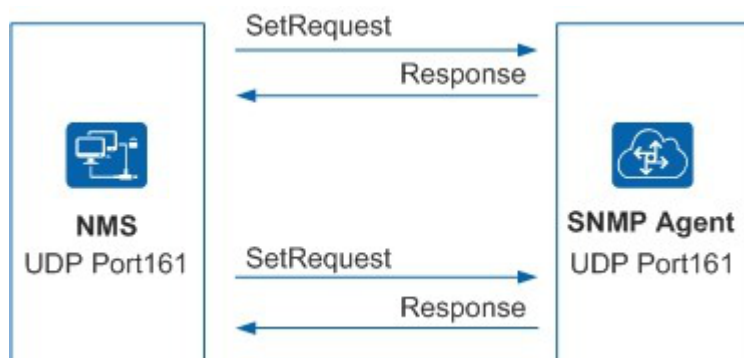 SetRequest
Response
NMS
UDP Port161
SNMP Agent
UDP Port161
SetRequest
Response